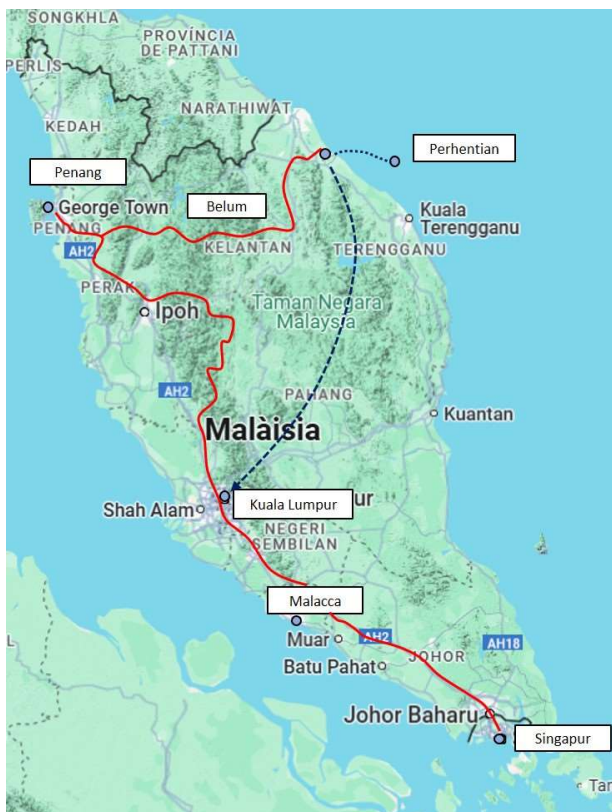 SONGKHLA
PROVÍNCIA
DE PATTANI
PERLIS
NARATHIWAT
KEDAH
Perhentian
Penang
Belum
George Town
PENANG
Kuala
Terengganu
KELANTAN
TERENGGANU
AH2
PERAK
Ipoh
Taman Negara
Malaysia
AH2
PAHANG
Kuantan
Malàisia
Kuala Lumpur
ur
Shah Alam
NEGERI
SEMBILAN
Malacca
Muar
AH2
JOHOR
AH18
Batu Pahat
Johor Baharu
Singapur
L
Tar